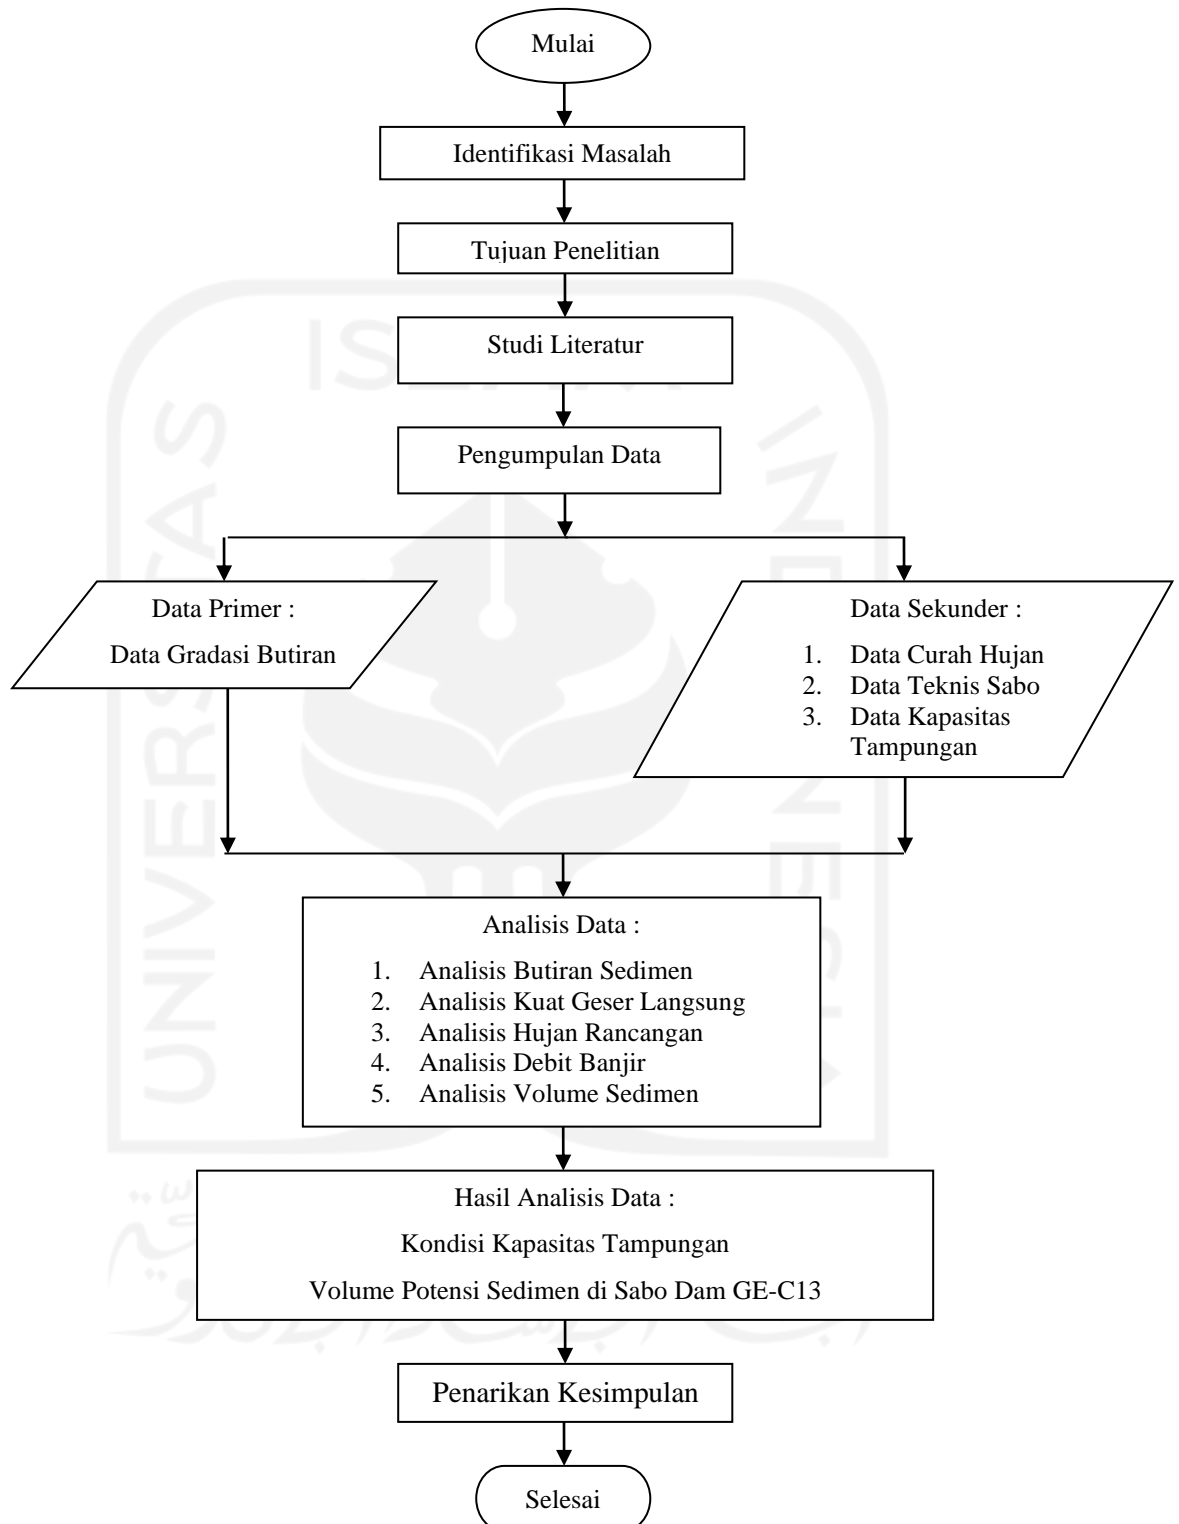 Mulai
Identifikasi Masalah
Tujuan Penelitian
Studi Literatur
Pengumpulan Data
Data Primer :
Data Gradasi Butiran
Data Sekunder :
1. Data Curah Hujan
2. Data Teknis Sabo
3. Data Kapasitas
Tampungan
Analisis Data :
1. Analisis Butiran Sedimen
2. Analisis Kuat Geser Langsung
3. Analisis Hujan Rancangan
4. Analisis Debit Banjir
5. Analisis Volume Sedimen
Hasil Analisis Data :
Kondisi Kapasitas Tampungan
Volume Potensi Sedimen di Sabo Dam GE-C13
Penarikan Kesimpulan
Selesai
UNIVERSITAS